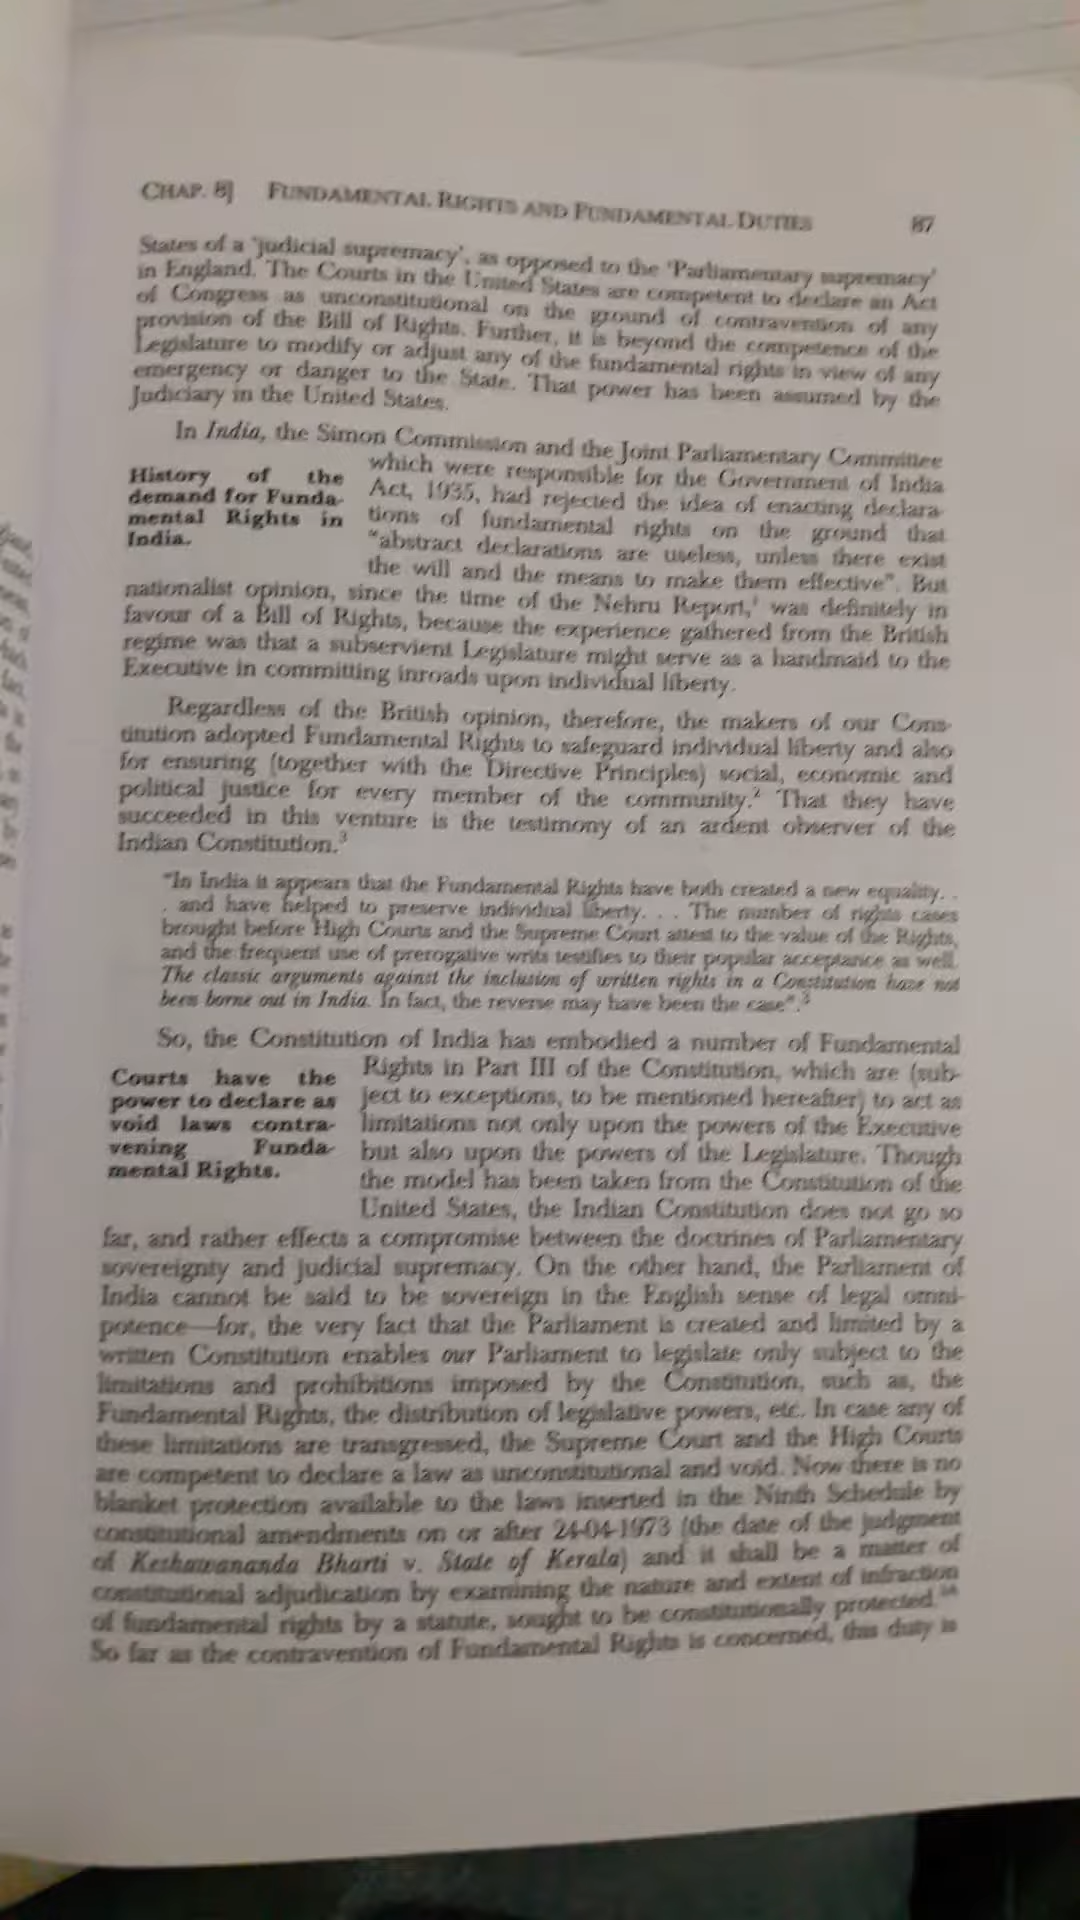 CHAP. 8] FUNDAMENTAL RIGHTS AND FUNDAMENTAL DUTIES 87
States of a 'judicial supremacy', as opposed to the 'Parliamentary supremacy'
in England. The Courts in the United States are competent to declare an Act
of Congress as unconstitutional on the ground of contravention of any
provision of the Bill of Rights. Further, it is beyond the competence of the
Legislature to modify or adjust any of the fundamental rights in view of any
emergency or danger to the State. That power has been assumed by the
Judiciary in the United States.
In India, the Simon Commission and the Joint Parliamentary Committee
History of the
demand for Funda-
mental Rights in
India.
which were responsible for the Government of India
Act, 1935, had rejected the idea of enacting declara-
tions of fundamental rights on the ground that
"abstract declarations are useless, unless there exist
the will and the means to make them effective". But
nationalist opinion, since the time of the Nehru Report,¹ was definitely in
favour of a Bill of Rights, because the experience gathered from the British
regime was that a subservient Legislature might serve as a handmaid to the
Executive in committing inroads upon individual liberty.
Regardless of the British opinion, therefore, the makers of our Cons-
titution adopted Fundamental Rights to safeguard individual liberty and also
for ensuring (together with the Directive Principles) social, economic and
political justice for every member of the community.² That they have
succeeded in this venture is the testimony of an ardent observer of the
Indian Constitution.³
"In India it appears that the Fundamental Rights have both created a new equality. .
. and have helped to preserve individual liberty. . . . The number of rights cases
brought before High Courts and the Supreme Court attest to the value of the Rights,
and the frequent use of prerogative writs testifies to their popular acceptance as well.
The classic arguments against the inclusion of written rights in a Constitution have not
been borne out in India. In fact, the reverse may have been the case".³
So, the Constitution of India has embodied a number of Fundamental
Courts have the
power to declare as
void laws contra-
vening Funda-
mental Rights.
Rights in Part III of the Constitution, which are (sub-
ject to exceptions, to be mentioned hereafter) to act as
limitations not only upon the powers of the Executive
but also upon the powers of the Legislature. Though
the model has been taken from the Constitution of the
United States, the Indian Constitution does not go so
far, and rather effects a compromise between the doctrines of Parliamentary
sovereignty and judicial supremacy. On the other hand, the Parliament of
India cannot be said to be sovereign in the English sense of legal omni-
potence—for, the very fact that the Parliament is created and limited by a
written Constitution enables our Parliament to legislate only subject to the
limitations and prohibitions imposed by the Constitution, such as, the
Fundamental Rights, the distribution of legislative powers, etc. In case any of
these limitations are transgressed, the Supreme Court and the High Courts
are competent to declare a law as unconstitutional and void. Now there is no
blanket protection available to the laws inserted in the Ninth Schedule by
constitutional amendments on or after 24-04-1973 (the date of the judgment
of Keshawananda Bharti v. State of Kerala) and it shall be a matter of
constitutional adjudication by examining the nature and extent of infraction
of fundamental rights by a statute, sought to be constitutionally protected.
So far as the contravention of Fundamental Rights is concerned, this duty is